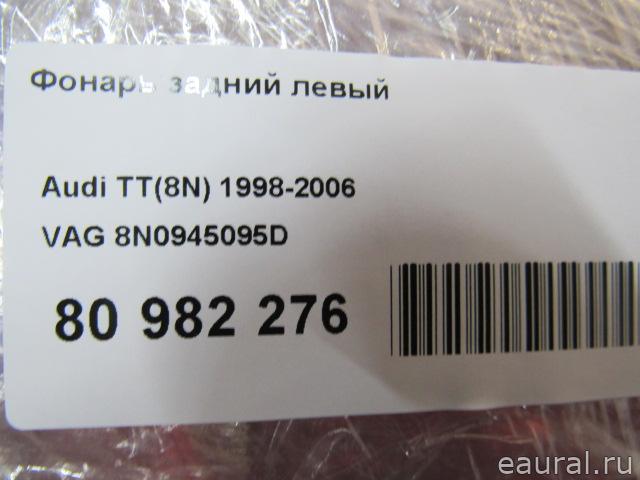 Фонарь задний левый
Audi TT(8N) 1998-2006
VAG 8N0945095D
80 982 276
eaural.ru